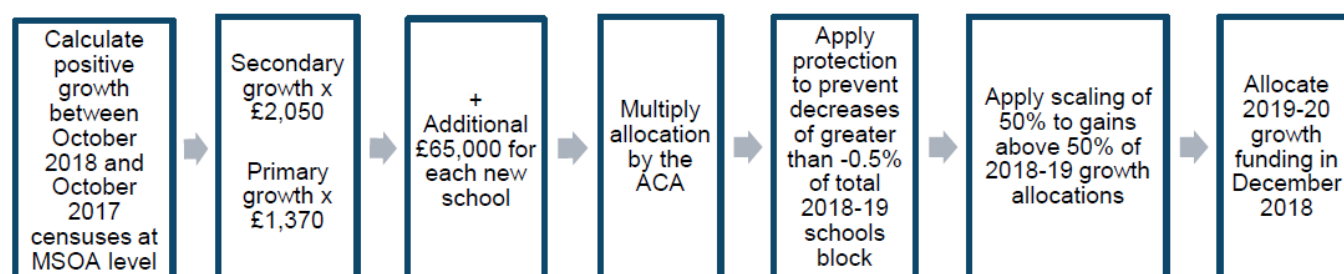 Calculate
positive
growth
between
October
2018 and
October
2017
censuses at
MSOA level
Secondary
growth x
£2,050
Primary
growth x
£1,370
+
Additional
£65,000 for
each new
school
Multiply
allocation
by the
ACA
Apply
protection
to prevent
decreases
of greater
than -0.5%
of total
2018-19
schools
block
Apply scaling of
50% to gains
above 50% of
2018-19 growth
allocations
Allocate
2019-20
growth
funding in
December
2018